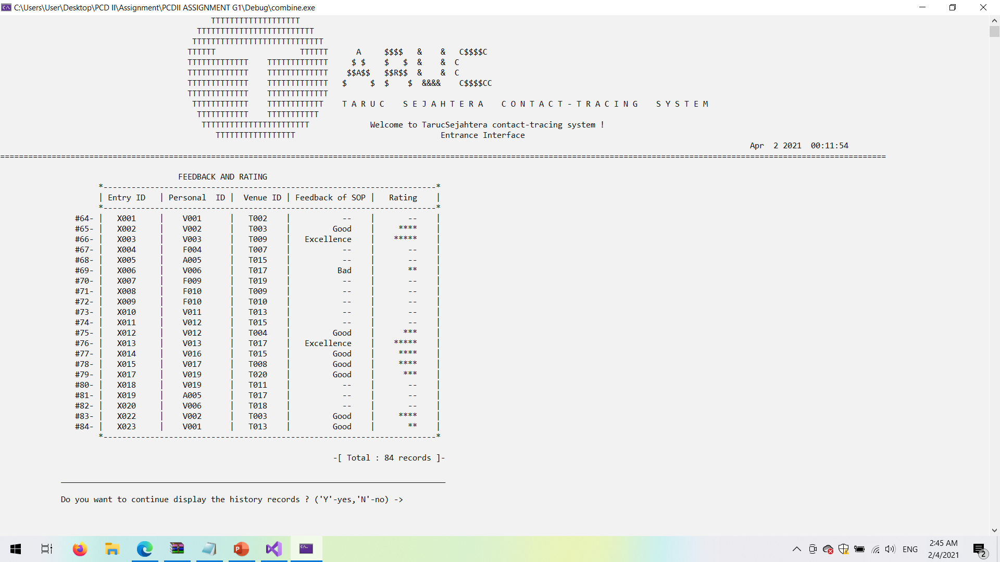 C:\Users\User\Desktop\PCD II\Assignment\PCDII ASSIGNMENT G1\Debug\combine.exe
TTTTTTTTTTTTTTTTTTT
TTTTTTTTTTTTTTTTTTTTTTTTT
TTTTTTTTTTTTTTTTTTTTTTTTTTTT
TTTTTT                  TTTTTT      A     $$$$   &    &   C$$$$C
TTTTTTTTTTTTT    TTTTTTTTTTTTT     $ $    $   $  &    &  C
TTTTTTTTTTTTT    TTTTTTTTTTTTT    $$A$$   $$R$$  &    &  C
TTTTTTTTTTTTT    TTTTTTTTTTTTT   $     $  $    $  &&&&    C$$$$CC
TTTTTTTTTTTTT    TTTTTTTTTTTTT
TTTTTTTTTTTT    TTTTTTTTTTTT    T A R U C    S E J A H T E R A    C O N T A C T - T R A C I N G    S Y S T E M
TTTTTTTTTTT    TTTTTTTTTTT
TTTTTTTTTTTTTTTTTTTTTTT             Welcome to TarucSejahtera contact-tracing system !
TTTTTTTTTTTTTTTTT                               Entrance Interface
Apr  2 2021  00:11:54
FEEDBACK AND RATING
| Entry ID   | Personal  ID |  Venue ID | Feedback of SOP |   Rating    |
#64- |   X001     |    V001      |   T002    |           --    |       --    |
#65- |   X002     |    V002      |   T003    |         Good    |     ****    |
#66- |   X003     |    V003      |   T009    |   Excellence    |    *****    |
#67- |   X004     |    F004      |   T007    |           --    |       --    |
#68- |   X005     |    A005      |   T015    |           --    |       --    |
#69- |   X006     |    V006      |   T017    |          Bad    |       **    |
#70- |   X007     |    F009      |   T019    |           --    |       --    |
#71- |   X008     |    F010      |   T009    |           --    |       --    |
#72- |   X009     |    F010      |   T010    |           --    |       --    |
#73- |   X010     |    V011      |   T013    |           --    |       --    |
#74- |   X011     |    V012      |   T015    |           --    |       --    |
#75- |   X012     |    V012      |   T004    |         Good    |      ***    |
#76- |   X013     |    V013      |   T017    |   Excellence    |    *****    |
#77- |   X014     |    V016      |   T015    |         Good    |     ****    |
#78- |   X015     |    V017      |   T008    |         Good    |     ****    |
#79- |   X017     |    V019      |   T020    |         Good    |      ***    |
#80- |   X018     |    V019      |   T011    |           --    |       --    |
#81- |   X019     |    A005      |   T017    |           --    |       --    |
#82- |   X020     |    V006      |   T018    |           --    |       --    |
#83- |   X022     |    V002      |   T003    |         Good    |     ****    |
#84- |   X023     |    V001      |   T013    |         Good    |       **    |
-[ Total : 84 records ]-
Do you want to continue display the history records ? ('Y'-yes,'N'-no) ->
ENG
2:45 AM
2/4/2021
2